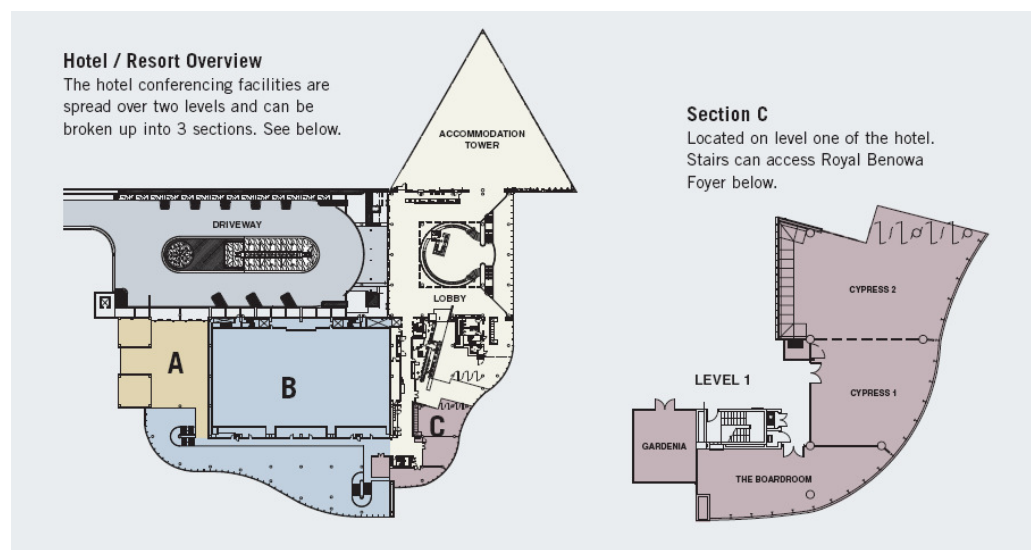 Hotel / Resort Overview
The hotel conferencing facilities are
spread over two levels and can be
broken up into 3 sections. See below.
ACCOMMODATION
TOWER
DRIVEWAY
LOBBY
A
B
C
Section C
Located on level one of the hotel.
Stairs can access Royal Benowa
Foyer below.
CYPRESS 2
LEVEL 1
CYPRESS 1
GARDENIA
THE BOARDROOM